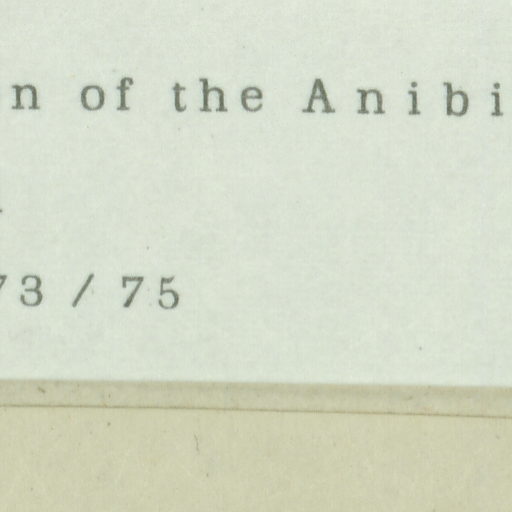 n of the Anibi
73 / 75